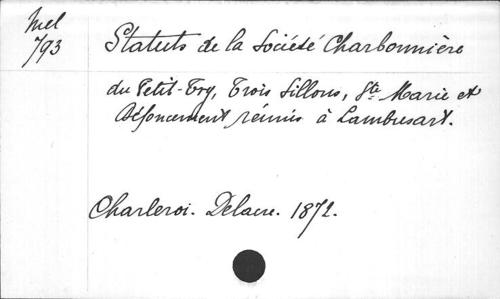 Mel
793
Statuts de la Société Charbonnière
du Petit-Try, Trois Sillons, Ste Marie et
Défoncement réunis à Lambusart.
Charleroi. Delacre. 1872.